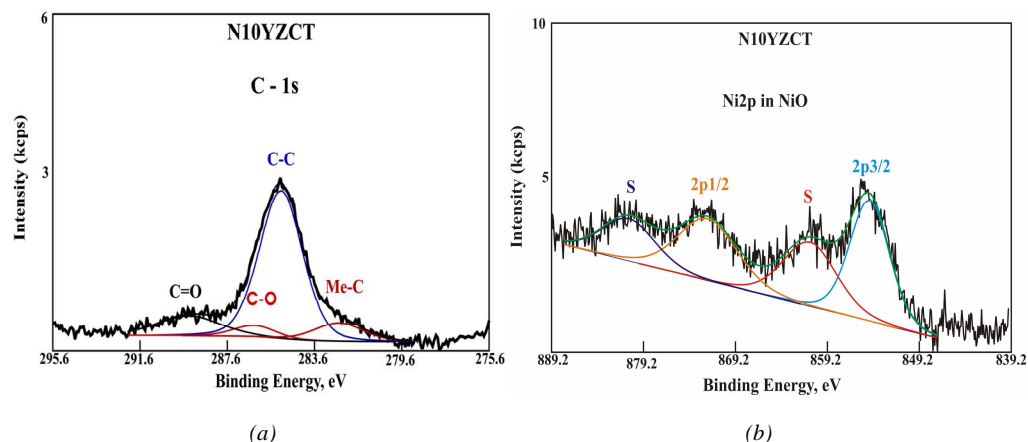 N10YZCT
C - 1s
C-C
C=O
C-O
Me-C
6
3
0
295.6 291.6 287.6 283.6 279.6 275.6
Intensity (kcps)
Binding Energy, eV
(a)
N10YZCT
Ni2p in NiO
S
2p1/2
S
2p3/2
10
5
0
889.2 879.2 869.2 859.2 849.2 839.2
Intensity (kcps)
Binding Energy, eV
(b)